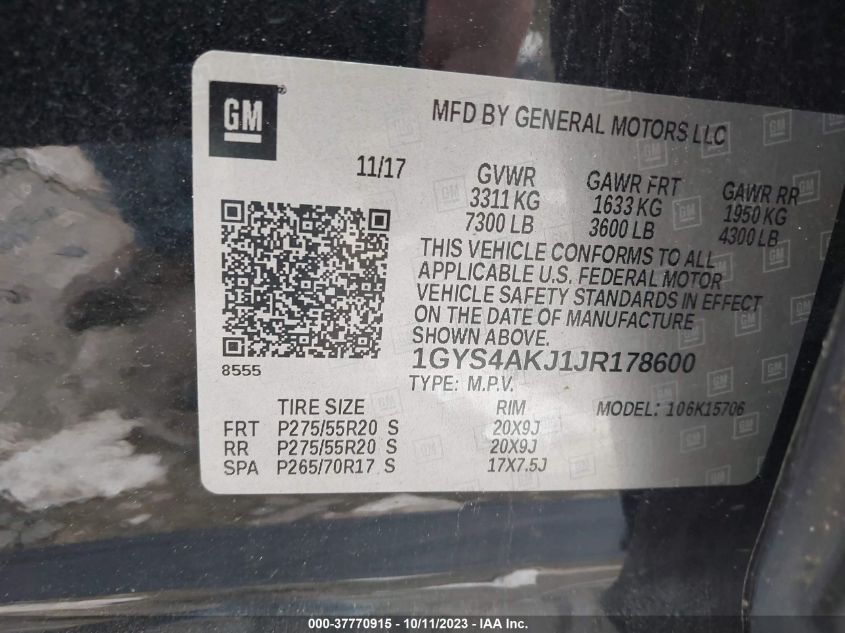 GM
MFD BY GENERAL MOTORS LLC
11/17
GVWR
3311 KG
7300 LB
GAWR FRT
1633 KG
3600 LB
GAWR RR
1950 KG
4300 LB
THIS VEHICLE CONFORMS TO ALL
APPLICABLE U.S. FEDERAL MOTOR
VEHICLE SAFETY STANDARDS IN EFFECT
ON THE DATE OF MANUFACTURE
SHOWN ABOVE.
8555
1GYS4AKJ1JR178600
TYPE: M.P.V.
MODEL: 106K15706
TIRE SIZE RIM
FRT P275/55R20 S 20X9J
RR P275/55R20 S 20X9J
SPA P265/70R17 S 17X7.5J
000-37770915 - 10/11/2023 - IAA Inc.